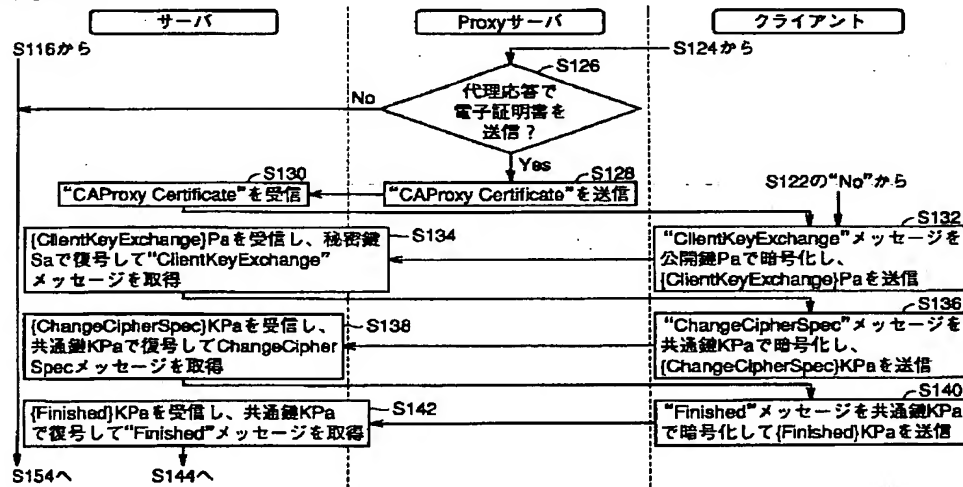 サーバ
Proxyサーバ
クライアント
S116から
S124から
S126
代理応答で
電子証明書を
送信？
No
Yes
S130
"CAProxy Certificate"を受信
S128
"CAProxy Certificate"を送信
S122の"No"から
S132
"ClientKeyExchange"メッセージを
公開鍵Paで暗号化し、
{ClientKeyExchange}Paを送信
S134
{ClientKeyExchange}Paを受信し、秘密鍵
Saで復号して"ClientKeyExchange"
メッセージを取得
S136
"ChangeCipherSpec"メッセージを
共通鍵KPaで暗号化し、
{ChangeCipherSpec}KPaを送信
S138
{ChangeCipherSpec}KPaを受信し、
共通鍵KPaで復号してChangeCipher
Specメッセージを取得
S140
"Finished"メッセージを共通鍵KPa
で暗号化して{Finished}KPaを送信
S142
{Finished}KPaを受信し、共通鍵KPa
で復号して"Finished"メッセージを取得
S154へ
S144へ